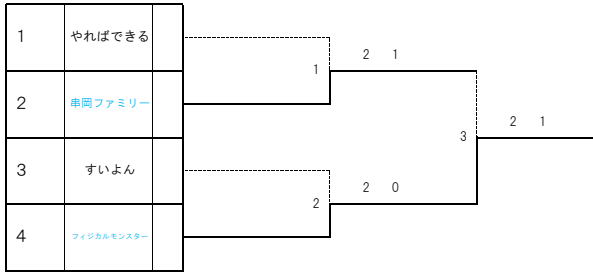 1 やればできる
2 串岡ファミリー
3 すいよん
4 フィジカルモンスター
1
2 1
2
2 0
3
2 1